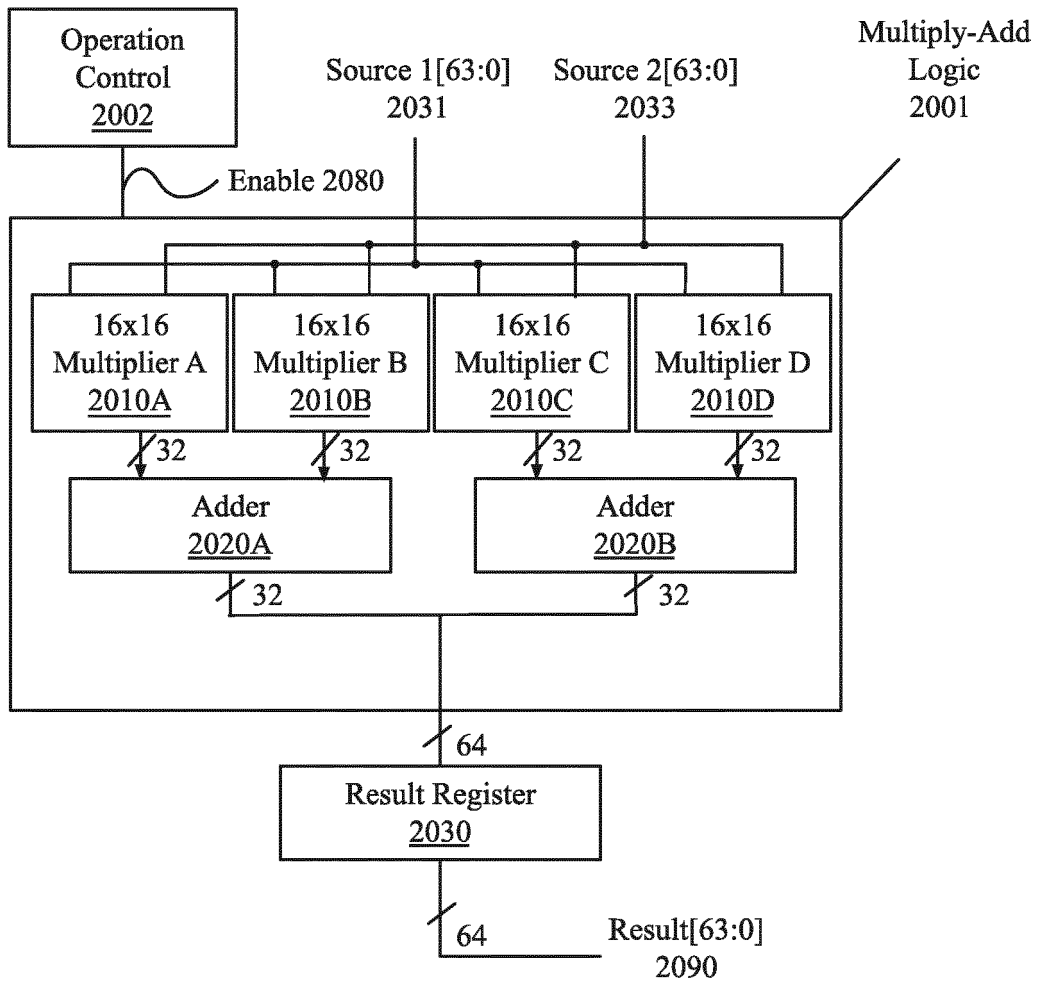 Operation
Control
2002
Source 1[63:0]
2031
Source 2[63:0]
2033
Multiply-Add
Logic
2001
Enable 2080
16x16
Multiplier A
2010A
16x16
Multiplier B
2010B
16x16
Multiplier C
2010C
16x16
Multiplier D
2010D
32
32
32
32
Adder
2020A
Adder
2020B
32
32
64
Result Register
2030
64
Result[63:0]
2090